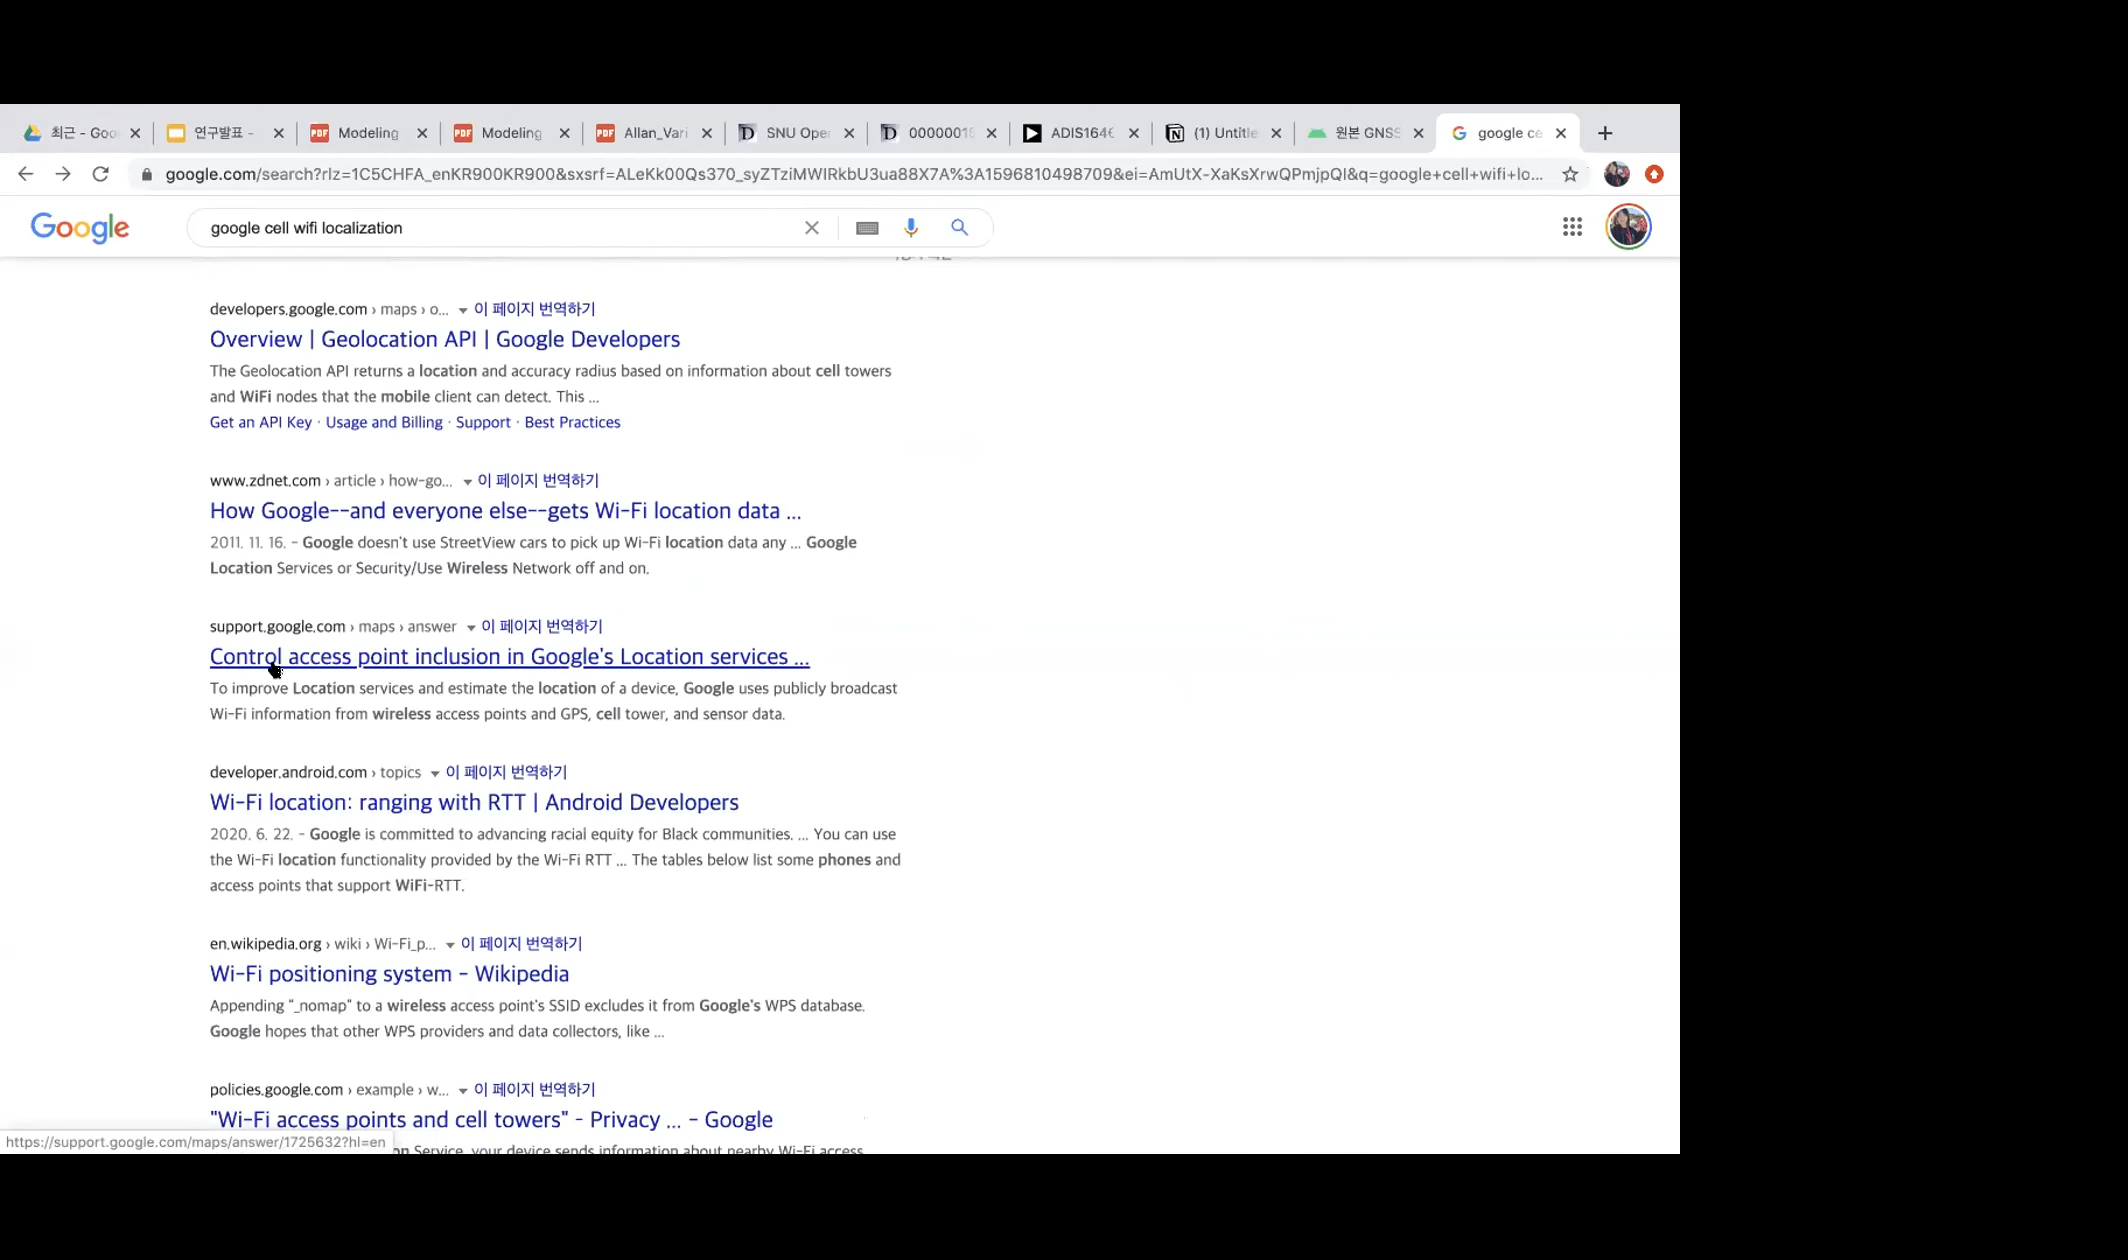 최근 - Goo
연구발표 -
Modeling
Modeling
Allan_Vari
SNU Ope
0000001
ADIS164
(1) Untitle
원본 GNSS
google ce
google.com/search?rlz=1C5CHFA_enKR900KR900&sxsrf=ALeKk00Qs370_syZTziMWIRkbU3ua88X7A%3A1596810498709&ei=AmUtX-XaKsXrwQPmjpQI&q=google+cell+wifi+lo...
Google
google cell wifi localization
developers.google.com › maps › o... 이 페이지 번역하기
Overview | Geolocation API | Google Developers
The Geolocation API returns a location and accuracy radius based on information about cell towers
and WiFi nodes that the mobile client can detect. This ...
Get an API Key · Usage and Billing · Support · Best Practices
www.zdnet.com › article › how-go... 이 페이지 번역하기
How Google--and everyone else--gets Wi-Fi location data ...
2011. 11. 16. - Google doesn't use StreetView cars to pick up Wi-Fi location data any ... Google
Location Services or Security/Use Wireless Network off and on.
support.google.com › maps › answer 이 페이지 번역하기
Control access point inclusion in Google's Location services ...
To improve Location services and estimate the location of a device, Google uses publicly broadcast
Wi-Fi information from wireless access points and GPS, cell tower, and sensor data.
developer.android.com › topics 이 페이지 번역하기
Wi-Fi location: ranging with RTT | Android Developers
2020. 6. 22. - Google is committed to advancing racial equity for Black communities. ... You can use
the Wi-Fi location functionality provided by the Wi-Fi RTT ... The tables below list some phones and
access points that support WiFi-RTT.
en.wikipedia.org › wiki › Wi-Fi_p... 이 페이지 번역하기
Wi-Fi positioning system - Wikipedia
Appending "_nomap" to a wireless access point's SSID excludes it from Google's WPS database.
Google hopes that other WPS providers and data collectors, like ...
policies.google.com › example › w... 이 페이지 번역하기
"Wi-Fi access points and cell towers" - Privacy ... - Google
https://support.google.com/maps/answer/1725632?hl=en
on Service, your device sends information about nearby Wi-Fi access